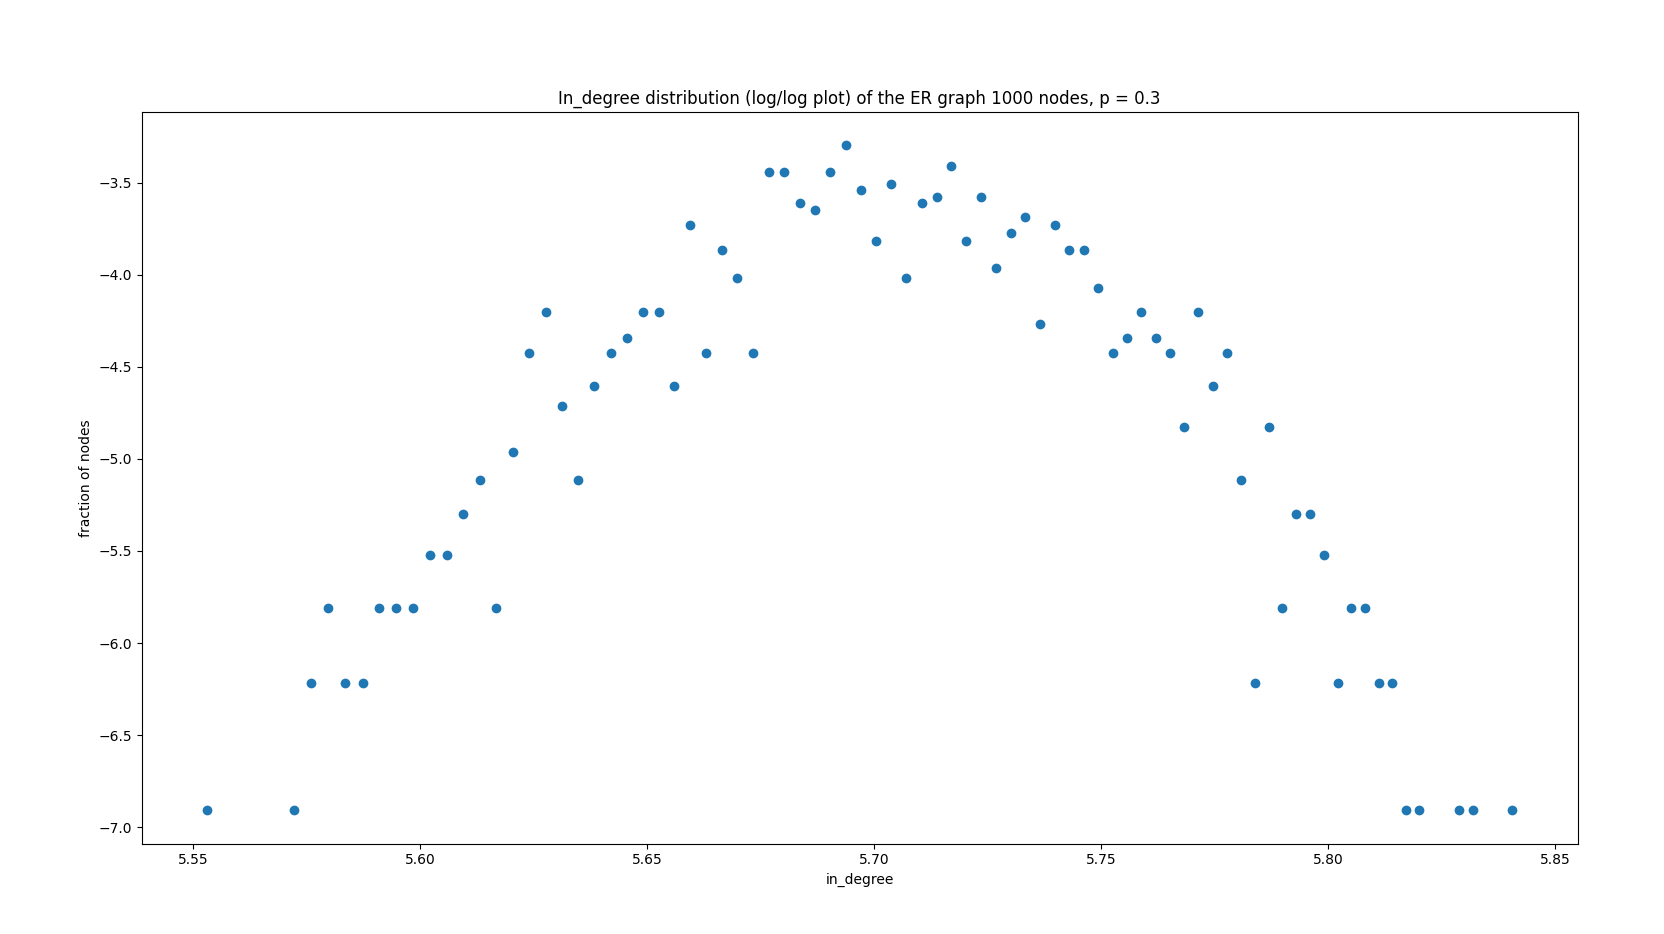 In_degree distribution (log/log plot) of the ER graph 1000 nodes, p = 0.3
fraction of nodes
−3.5
−4.0
−4.5
−5.0
−5.5
−6.0
−6.5
−7.0
5.55 5.60 5.65 5.70 5.75 5.80 5.85
in_degree